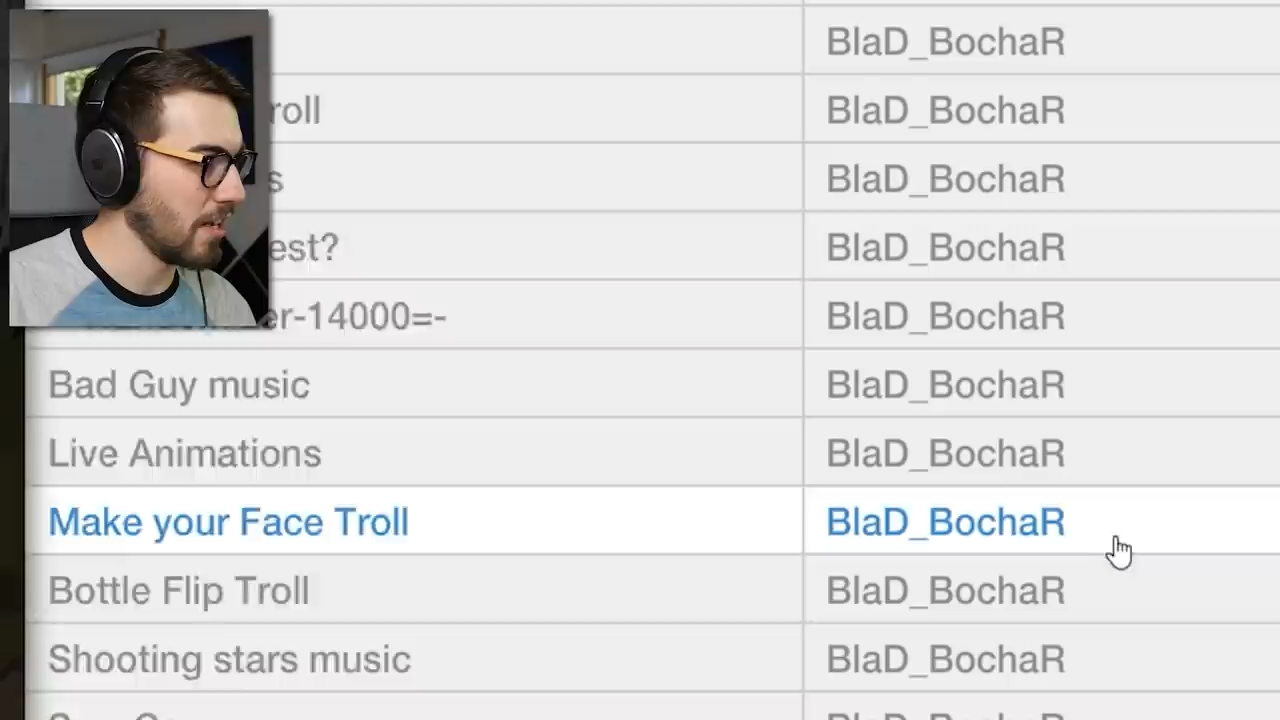 BlaD_BochaR
roll BlaD_BochaR
s BlaD_BochaR
est? BlaD_BochaR
er-14000=- BlaD_BochaR
Bad Guy music BlaD_BochaR
Live Animations BlaD_BochaR
Make your Face Troll BlaD_BochaR
Bottle Flip Troll BlaD_BochaR
Shooting stars music BlaD_BochaR